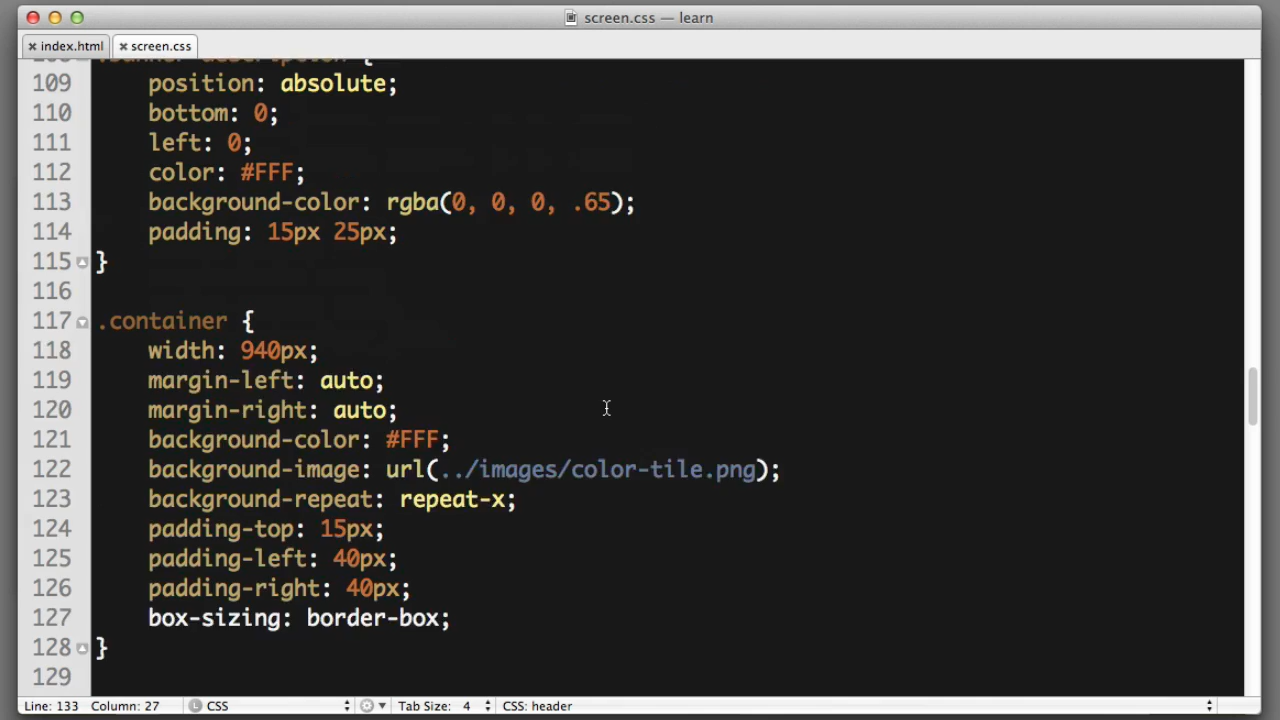 screen.css — learn
index.html
screen.css
109 position: absolute;
110 bottom: 0;
111 left: 0;
112 color: #FFF;
113 background-color: rgba(0, 0, 0, .65);
114 padding: 15px 25px;
115 }
116
117 .container {
118 width: 940px;
119 margin-left: auto;
120 margin-right: auto;
121 background-color: #FFF;
122 background-image: url(../images/color-tile.png);
123 background-repeat: repeat-x;
124 padding-top: 15px;
125 padding-left: 40px;
126 padding-right: 40px;
127 box-sizing: border-box;
128 }
129
Line: 133 Column: 27 L CSS Tab Size: 4 CSS: header